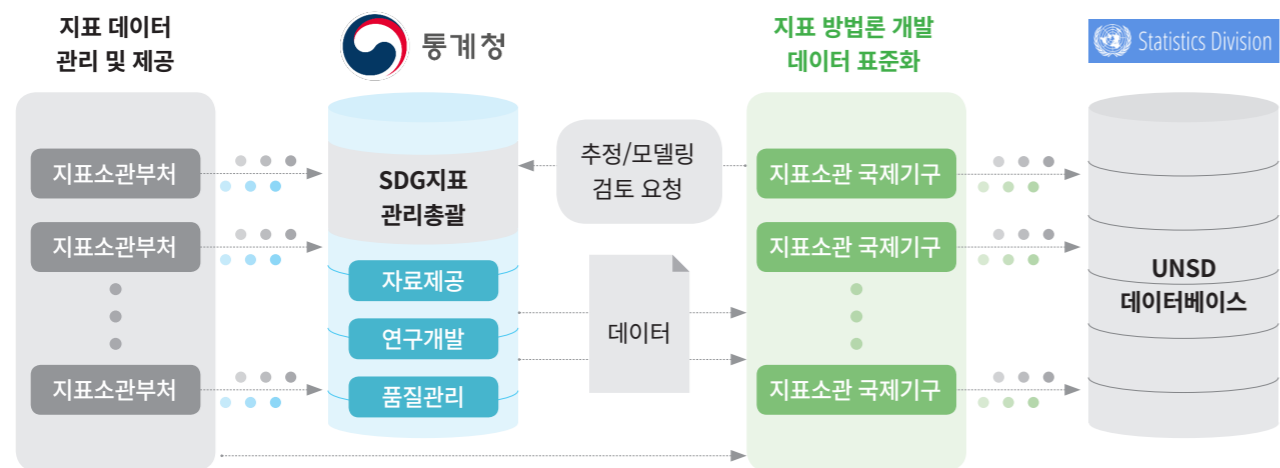 지표 데이터
관리 및 제공
통계청
지표 방법론 개발
데이터 표준화
Statistics Division
지표소관부처
지표소관부처
지표소관부처
SDG지표
관리총괄
자료제공
연구개발
품질관리
추정/모델링
검토 요청
데이터
지표소관 국제기구
지표소관 국제기구
지표소관 국제기구
UNSD
데이터베이스